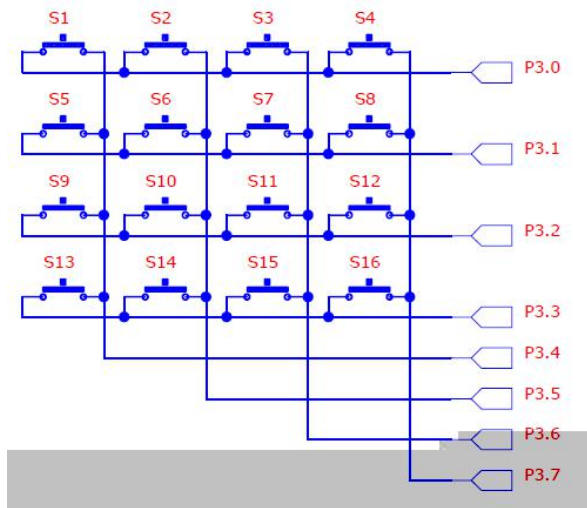 S1 S2 S3 S4
P3.0
S5 S6 S7 S8
P3.1
S9 S10 S11 S12
P3.2
S13 S14 S15 S16
P3.3
P3.4
P3.5
P3.6
P3.7